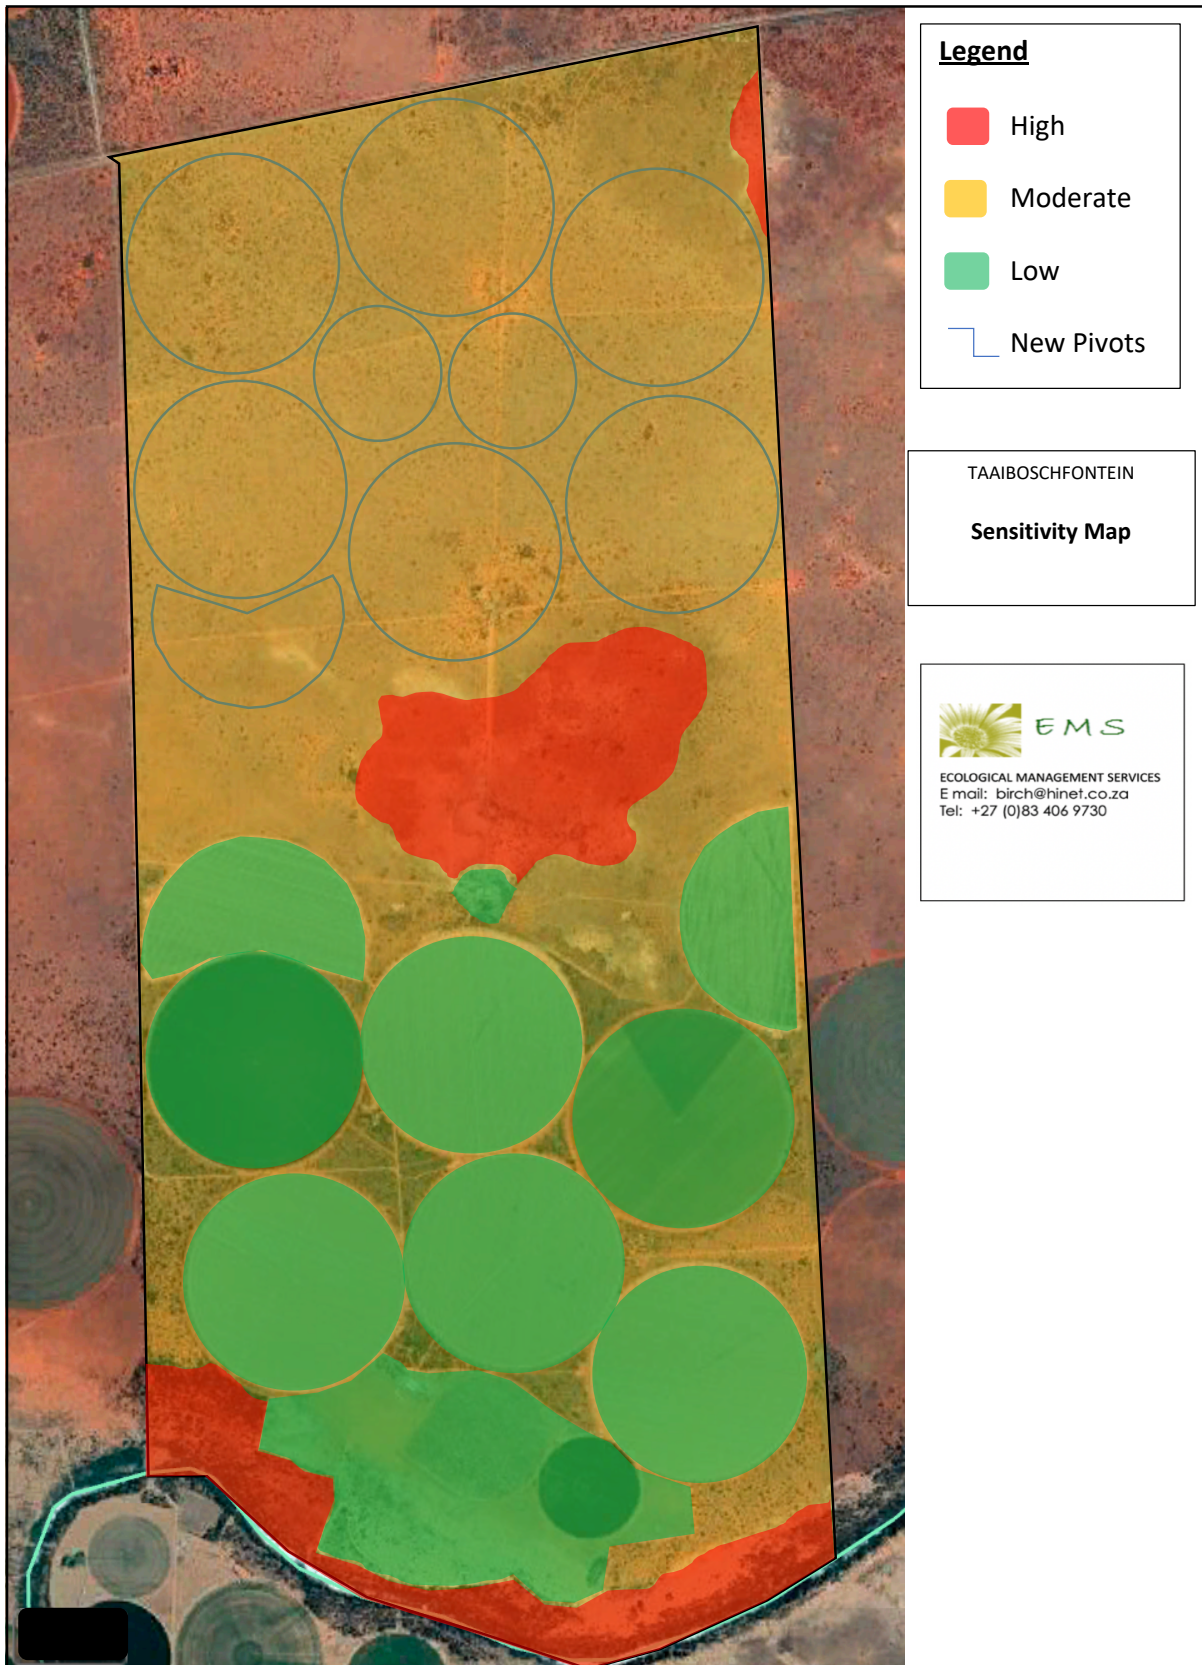 Legend
High
Moderate
Low
New Pivots
TAAIBOSCHFONTEIN
Sensitivity Map
EMS
ECOLOGICAL MANAGEMENT SERVICES
E mail: birch@hinet.co.za
Tel: +27 (0)83 406 9730